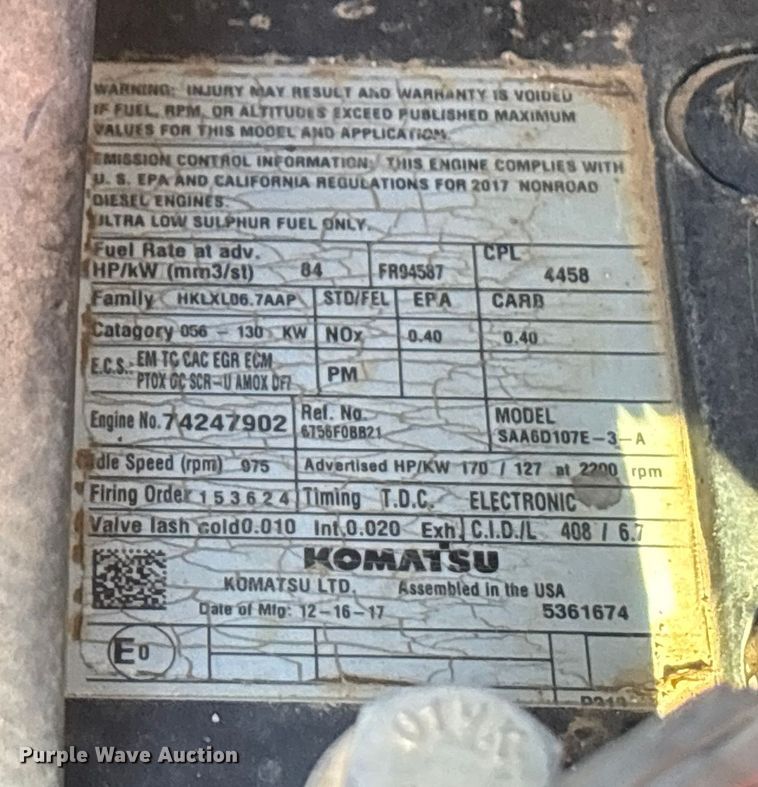 WARNING: INJURY MAY RESULT AND WARRANTY IS VOIDED
IF FUEL, RPM, OR ALTITUDES EXCEED PUBLISHED MAXIMUM
VALUES FOR THIS MODEL AND APPLICATION.
EMISSION CONTROL INFORMATION: THIS ENGINE COMPLIES WITH
U. S. EPA AND CALIFORNIA REGULATIONS FOR 2017 NONROAD
DIESEL ENGINES.
ULTRA LOW SULPHUR FUEL ONLY.
Fuel Rate at adv.
HP/kW (mm3/st) 84 FR94587 CPL 4458
Family HKLXL06.7AAP STD/FEL EPA CARB
Catagory 056 - 130 KW NOx 0.40 0.40
E.C.S.: EM TC CAC EGR ECM
PTOX OC SCR-U AMOX DFI PM
Engine No. 74247902 Ref. No. 6756F0BB21 MODEL SAA6D107E-3-A
Idle Speed (rpm) 975 Advertised HP/KW 170 / 127 at 2200 rpm
Firing Order 153624 Timing T.D.C. ELECTRONIC
Valve lash cold 0.010 Int. 0.020 Exh. C.I.D./L 408 / 6.7
KOMATSU
KOMATSU LTD. Assembled in the USA
Date of Mfg: 12-16-17 5361674
E0
Purple Wave Auction